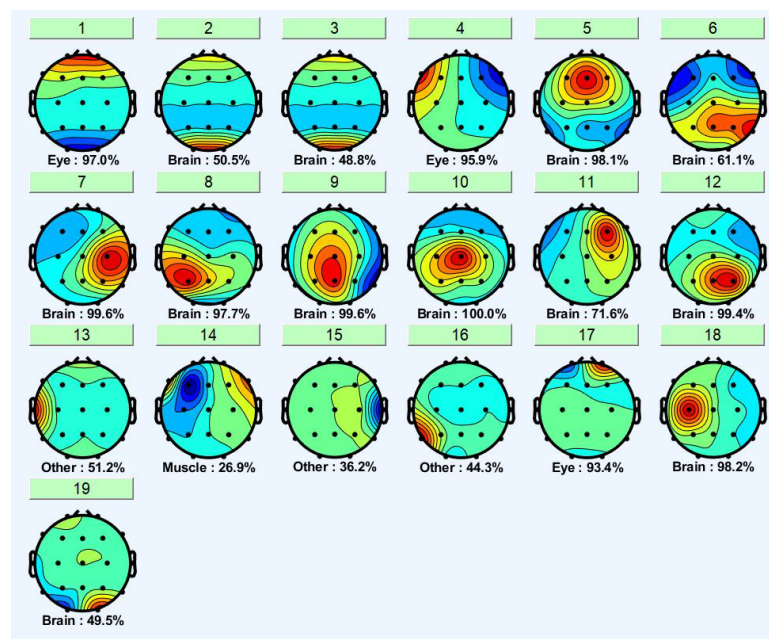 1 2 3 4 5 6
Eye : 97.0% Brain : 50.5% Brain : 48.8% Eye : 95.9% Brain : 98.1% Brain : 61.1%
7 8 9 10 11 12
Brain : 99.6% Brain : 97.7% Brain : 99.6% Brain : 100.0% Brain : 71.6% Brain : 99.4%
13 14 15 16 17 18
Other : 51.2% Muscle : 26.9% Other : 36.2% Other : 44.3% Eye : 93.4% Brain : 98.2%
19
Brain : 49.5%